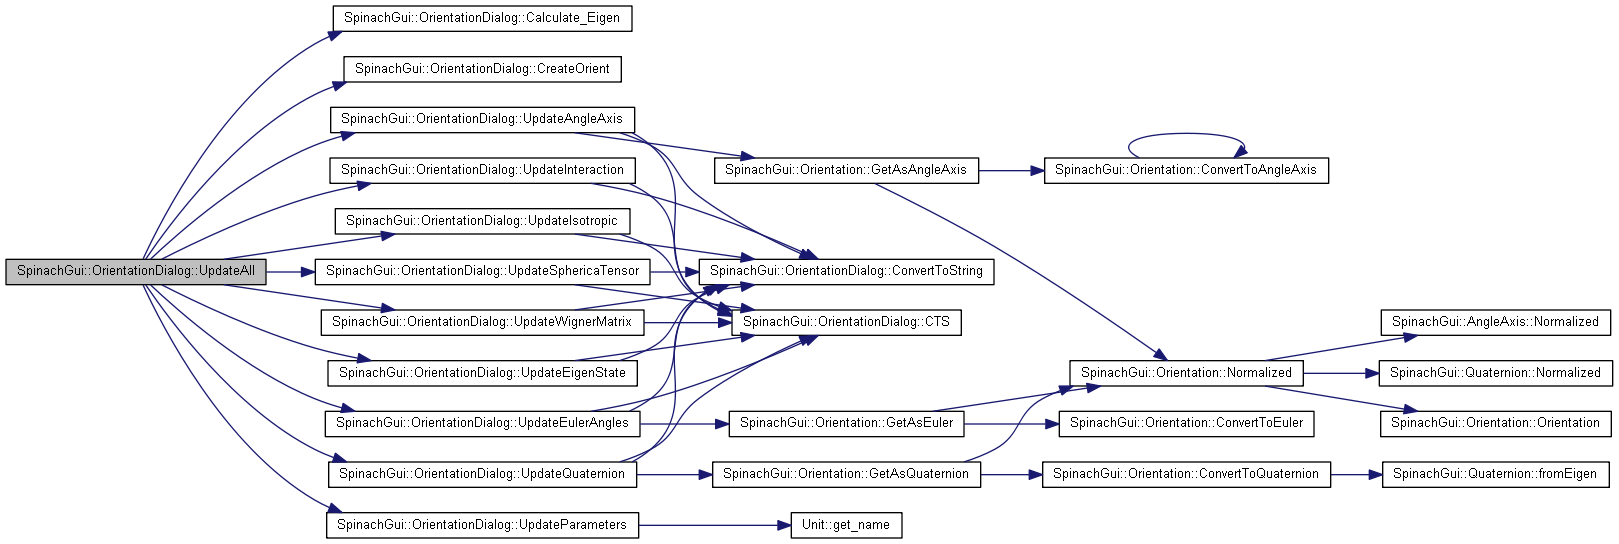 SpinachGui::OrientationDialog::UpdateAll
SpinachGui::OrientationDialog::Calculate_Eigen
SpinachGui::OrientationDialog::CreateOrient
SpinachGui::OrientationDialog::UpdateAngleAxis
SpinachGui::OrientationDialog::UpdateInteraction
SpinachGui::OrientationDialog::UpdateIsotropic
SpinachGui::OrientationDialog::UpdateSphericaTensor
SpinachGui::OrientationDialog::UpdateWignerMatrix
SpinachGui::OrientationDialog::UpdateEigenState
SpinachGui::OrientationDialog::UpdateEulerAngles
SpinachGui::OrientationDialog::UpdateQuaternion
SpinachGui::OrientationDialog::UpdateParameters
SpinachGui::Orientation::GetAsAngleAxis
SpinachGui::OrientationDialog::ConvertToString
SpinachGui::OrientationDialog::CTS
SpinachGui::Orientation::GetAsEuler
SpinachGui::Orientation::GetAsQuaternion
Unit::get_name
SpinachGui::Orientation::ConvertToAngleAxis
SpinachGui::Orientation::Normalized
SpinachGui::Orientation::ConvertToEuler
SpinachGui::Orientation::ConvertToQuaternion
SpinachGui::AngleAxis::Normalized
SpinachGui::Quaternion::Normalized
SpinachGui::Orientation::Orientation
SpinachGui::Quaternion::fromEigen